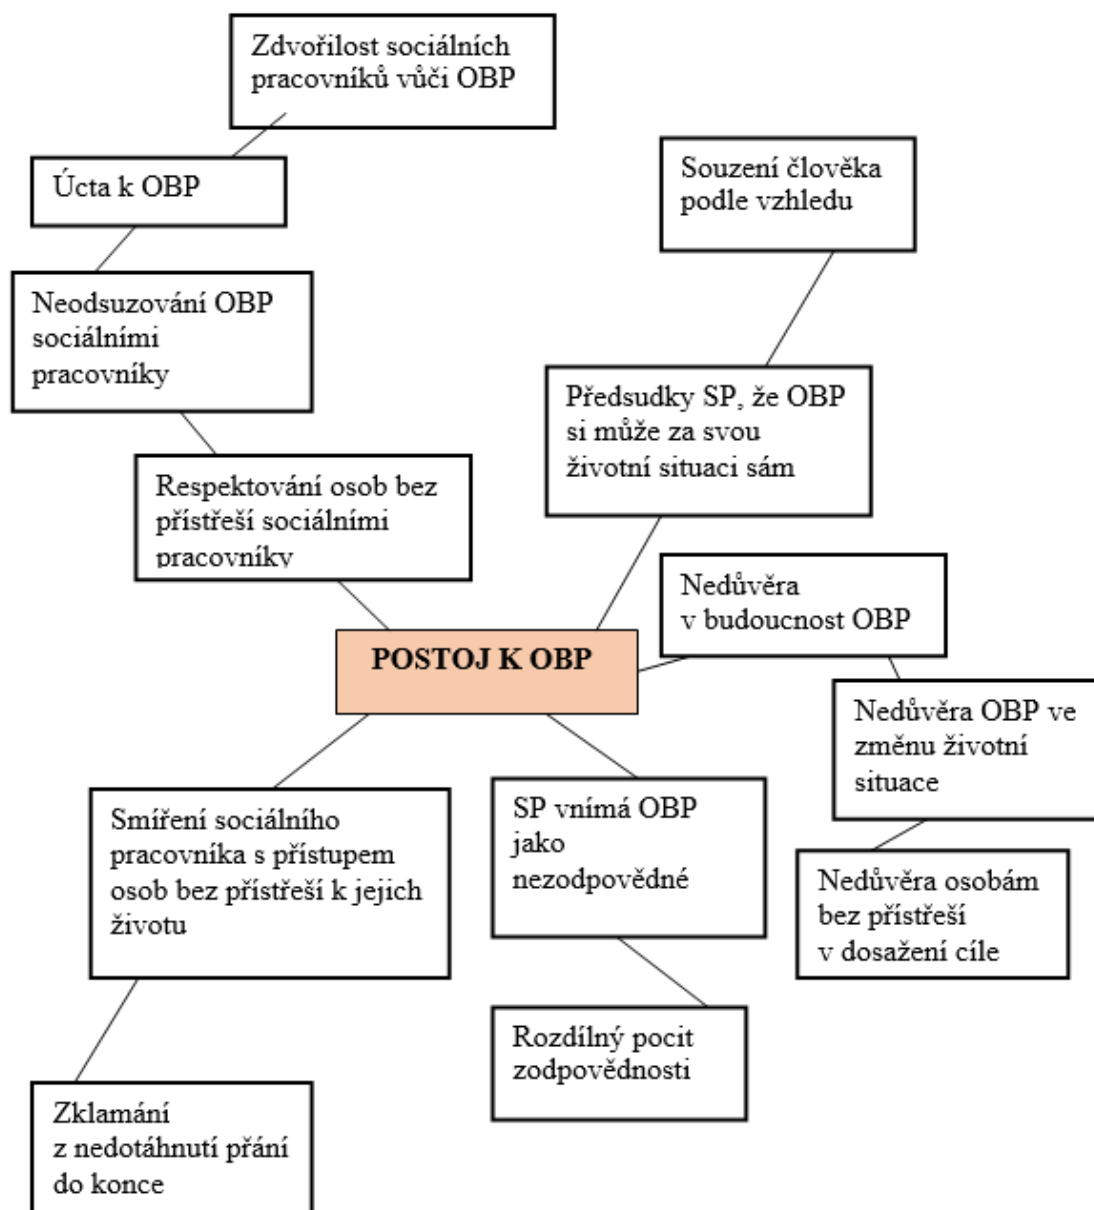 Zdvořilost sociálních
pracovníků vůči OBP
Úcta k OBP
Souzení člověka
podle vzhledu
Neodsuzování OBP
sociálními
pracovníky
Předsudky SP, že OBP
si může za svou
životní situaci sám
Respektování osob bez
přístřeší sociálními
pracovníky
Nedůvěra
v budoucnost OBP
POSTOJ K OBP
Nedůvěra OBP ve
změnu životní
situace
Smíření sociálního
pracovníka s přístupem
osob bez přístřeší k jejich
životu
SP vnímá OBP
jako
nezodpovědné
Nedůvěra osobám
bez přístřeší
v dosažení cíle
Rozdílný pocit
zodpovědnosti
Zklamání
z nedotáhnutí přání
do konce